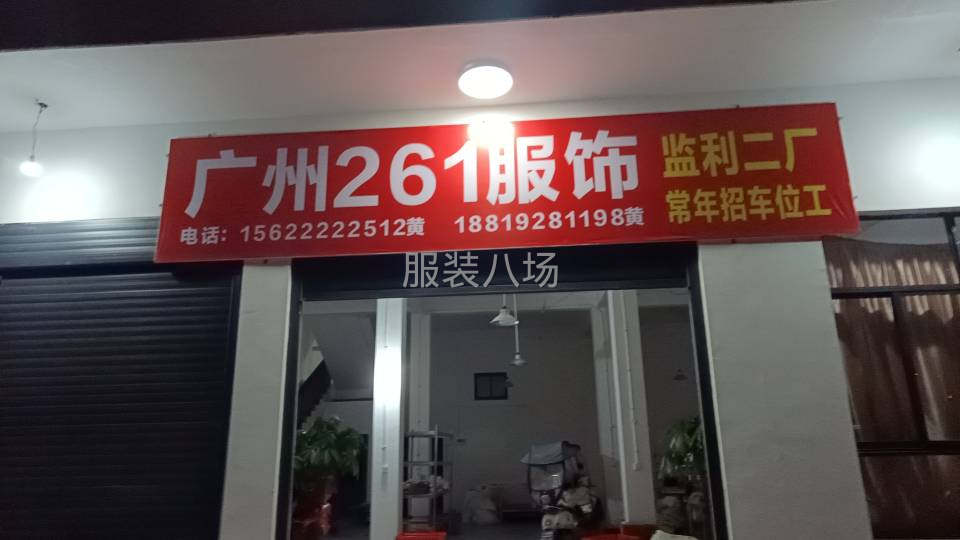 广州261服饰
电话：15622222512黄 18819281198黄
监利二厂
常年招车位工
服装八场